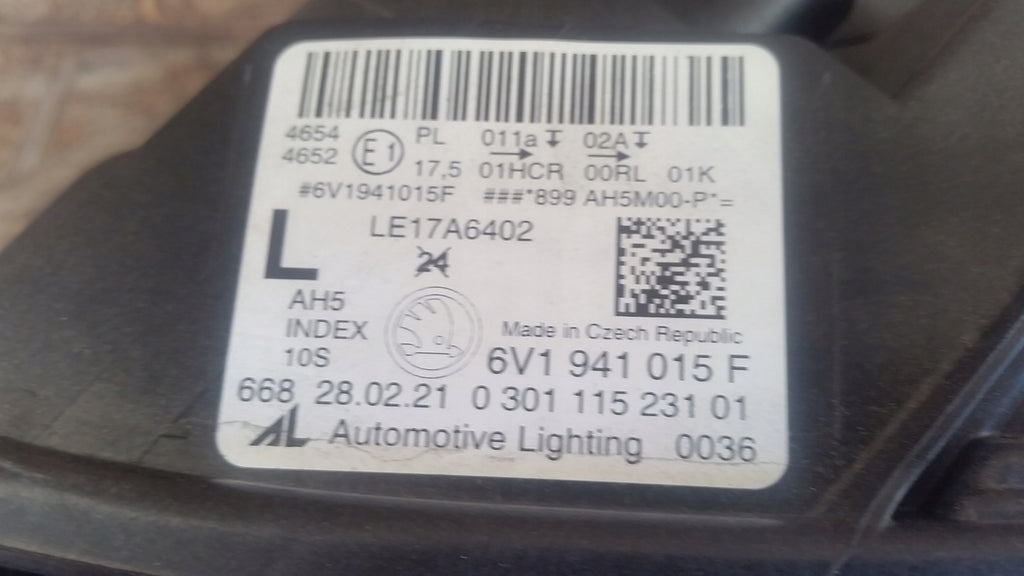 4654 E1 PL 011a 02A
4652 17,5 01HCR 00RL 01K
#6V1941015F ###*899 AH5M00-P*=
L LE17A6402
24
AH5
INDEX
10S
Made in Czech Republic
6V1 941 015 F
668 28.02.21 0 301 115 231 01
AL Automotive Lighting 0036